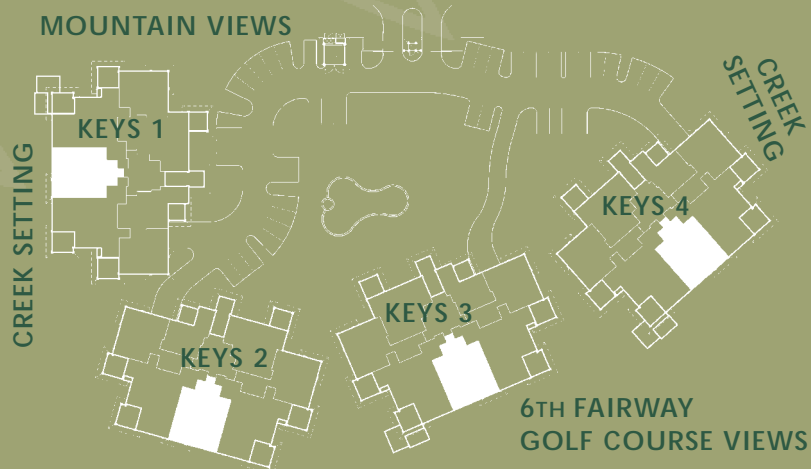 MOUNTAIN VIEWS
CREEK
SETTING
KEYS 1
CREEK SETTING
KEYS 4
KEYS 3
KEYS 2
6TH FAIRWAY
GOLF COURSE VIEWS